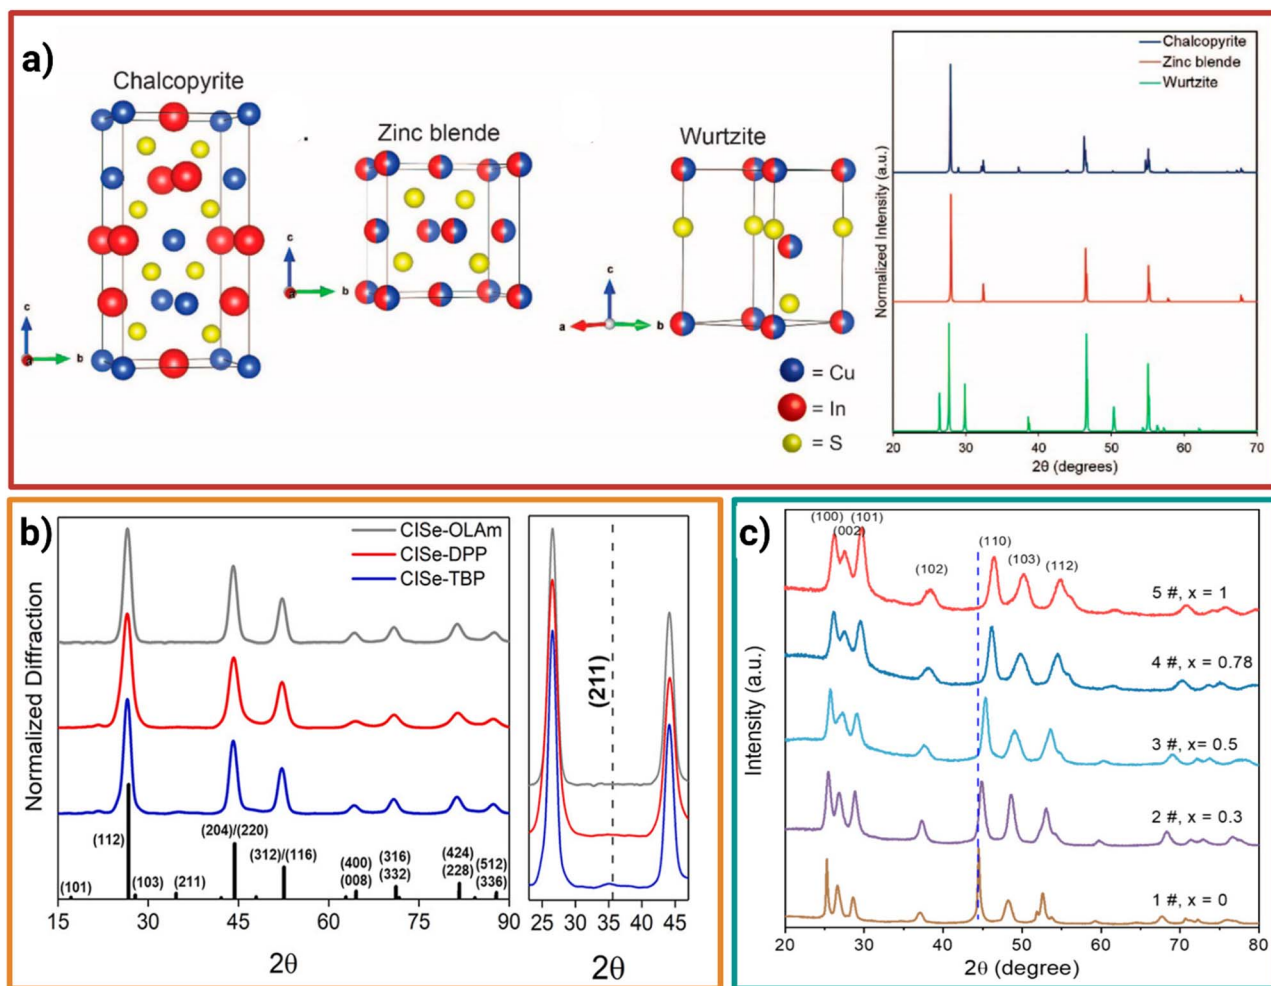 a)
Chalcopyrite
Zinc blende
Wurtzite
c
a
b
c
a
b
c
a
b
= Cu
= In
= S
Chalcopyrite
Zinc blende
Wurtzite
Normalized Intensity (a.u.)
20 30 40 50 60 70
2θ (degrees)
b)
CISe-OLAm
CISe-DPP
CISe-TBP
Normalized Diffraction
(101)
(112)
(103)
(211)
(204)/(220)
(312)/(116)
(400)
(008)
(316)
(332)
(424)
(228)
(512)
(336)
15 30 45 60 75 90
2θ
(211)
25 30 35 40 45
2θ
c)
(100)
(002)
(101)
(102)
(110)
(103)
(112)
5 #, x = 1
4 #, x = 0.78
3 #, x= 0.5
2 #, x = 0.3
1 #, x = 0
Intensity (a.u.)
20 30 40 50 60 70 80
2θ (degree)